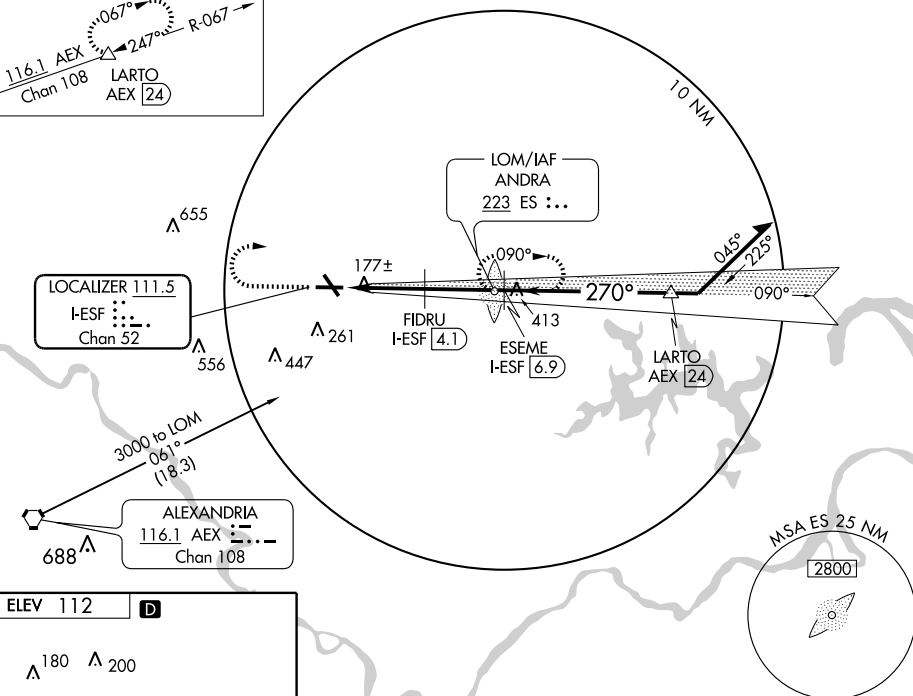 067°
247°
R-067
116.1 AEX
Chan 108
LARTO
AEX 24
10 NM
LOM/IAF
ANDRA
223 ES
655
090°
045°
225°
177±
LOCALIZER 111.5
I-ESF
Chan 52
270°
090°
413
FIDRU
I-ESF 4.1
261
ESEME
I-ESF 6.9
LARTO
AEX 24
556
447
3000 to LOM
061°
(18.3)
ALEXANDRIA
116.1 AEX
Chan 108
688
MSA ES 25 NM
2800
ELEV 112 D
180
200